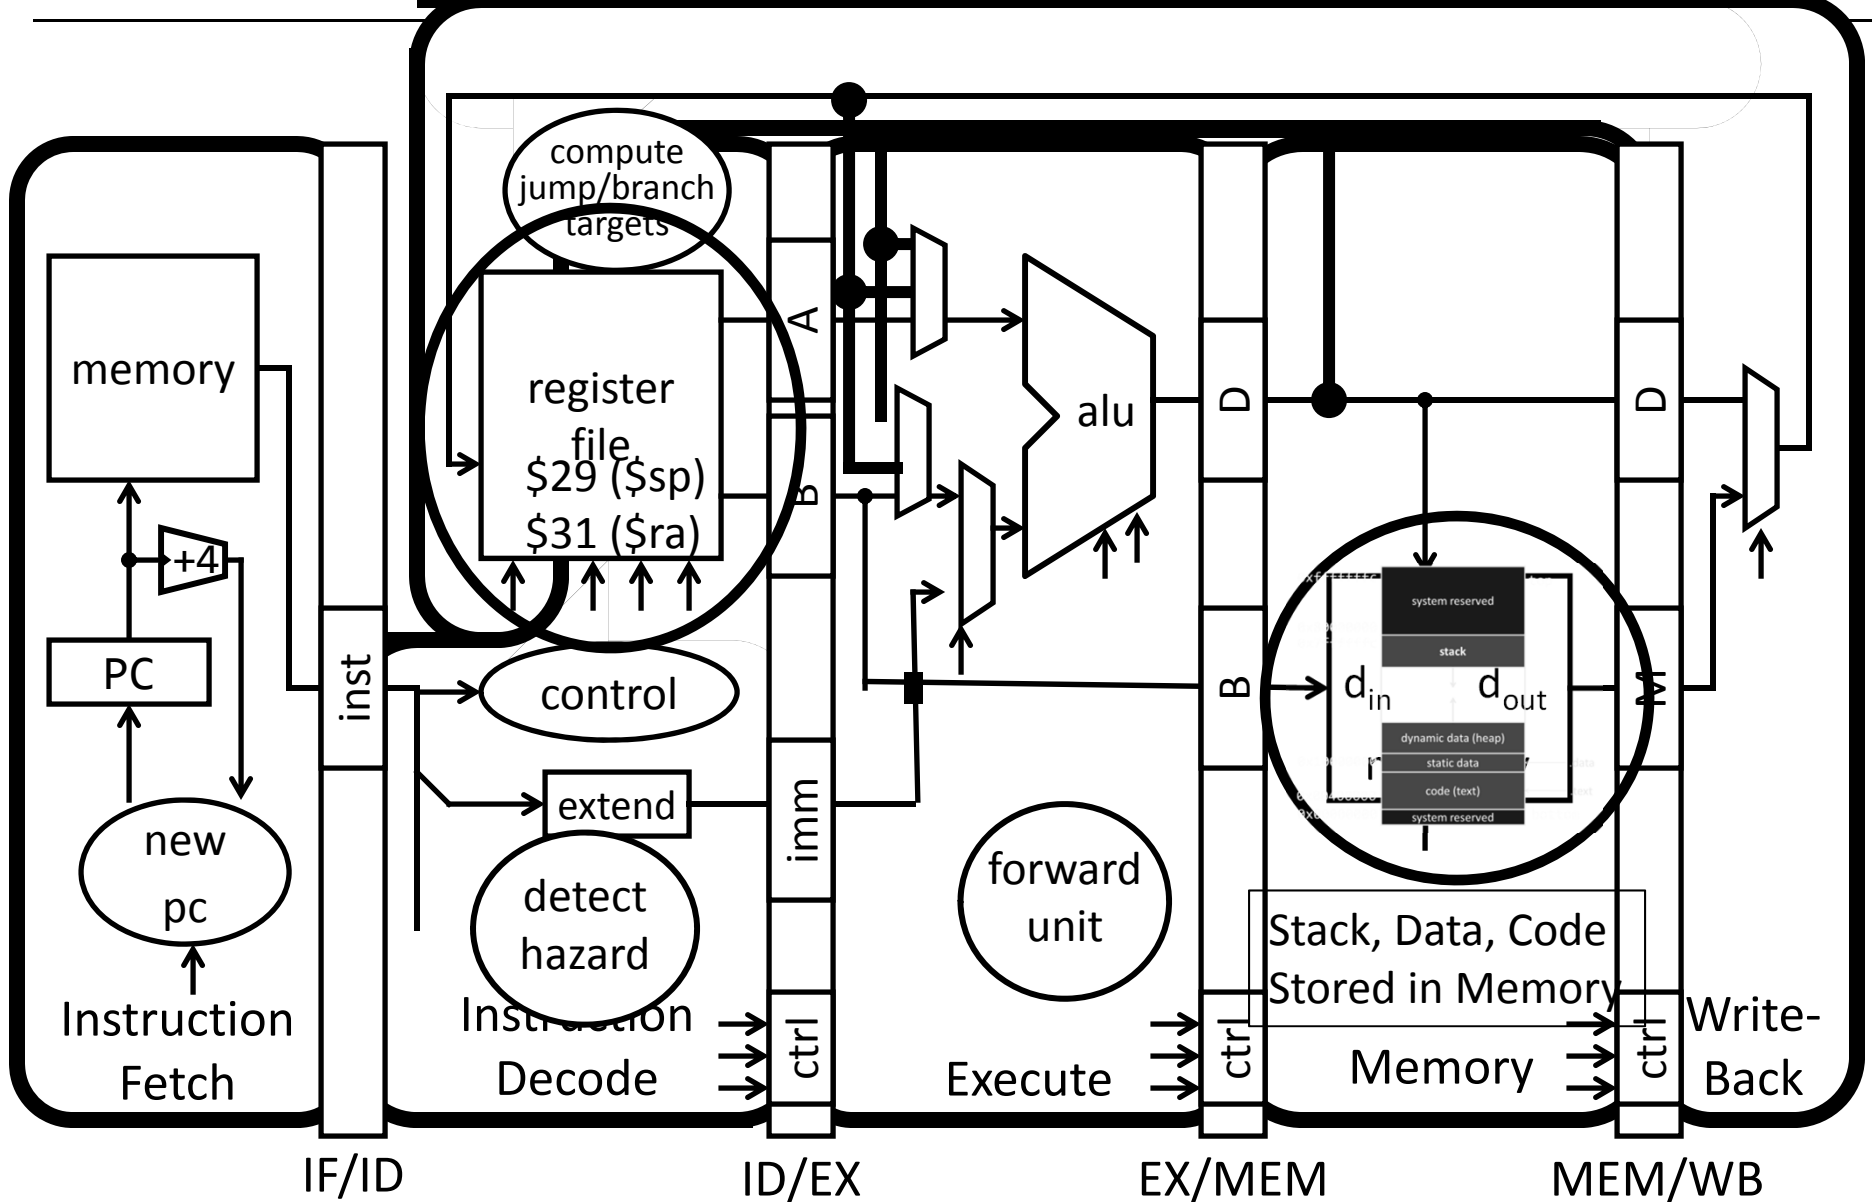 compute
jump/branch
targets
memory
register
file
$29 ($sp)
$31 ($ra)
A
B
alu
D
D
+4
PC
new
pc
inst
control
extend
imm
detect
hazard
forward
unit
B
M
system reserved
stack
d_in
d_out
dynamic data (heap)
static data
code (text)
system reserved
Stack, Data, Code
Stored in Memory
Instruction
Fetch
Instruction
Decode
ctrl
Execute
ctrl
Memory
ctrl
Write-
Back
IF/ID
ID/EX
EX/MEM
MEM/WB